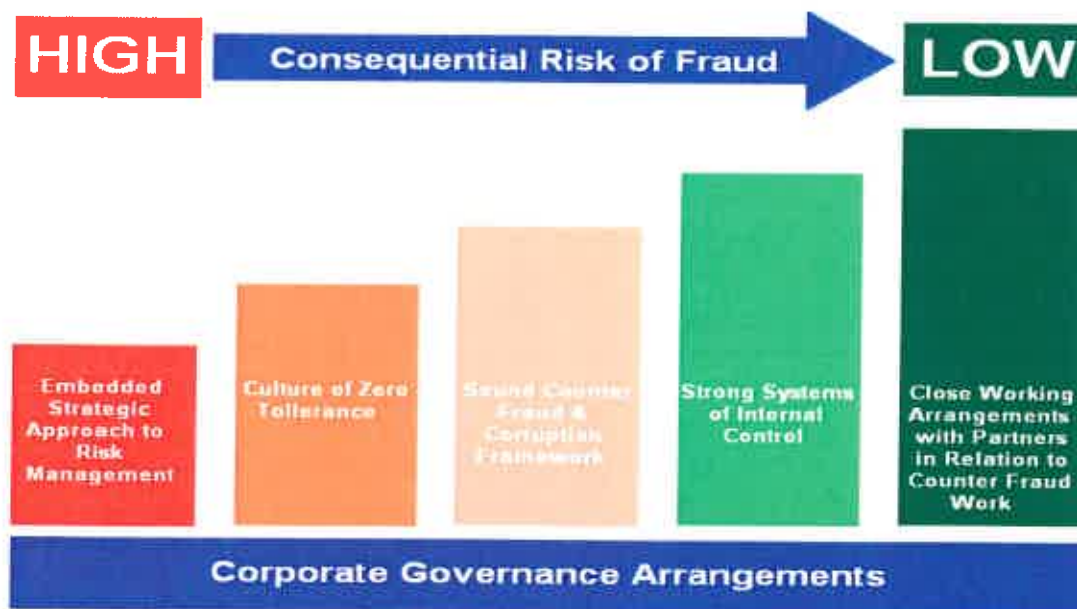 HIGH
Consequential Risk of Fraud
LOW
Embedded
Strategic
Approach to
Risk
Management
Culture of Zero
Tollerance
Sound Counter
Fraud &
Corruption
Framework
Strong Systems
of Internal
Control
Close Working
Arrangements
with Partners
in Relation to
Counter Fraud
Work
Corporate Governance Arrangements